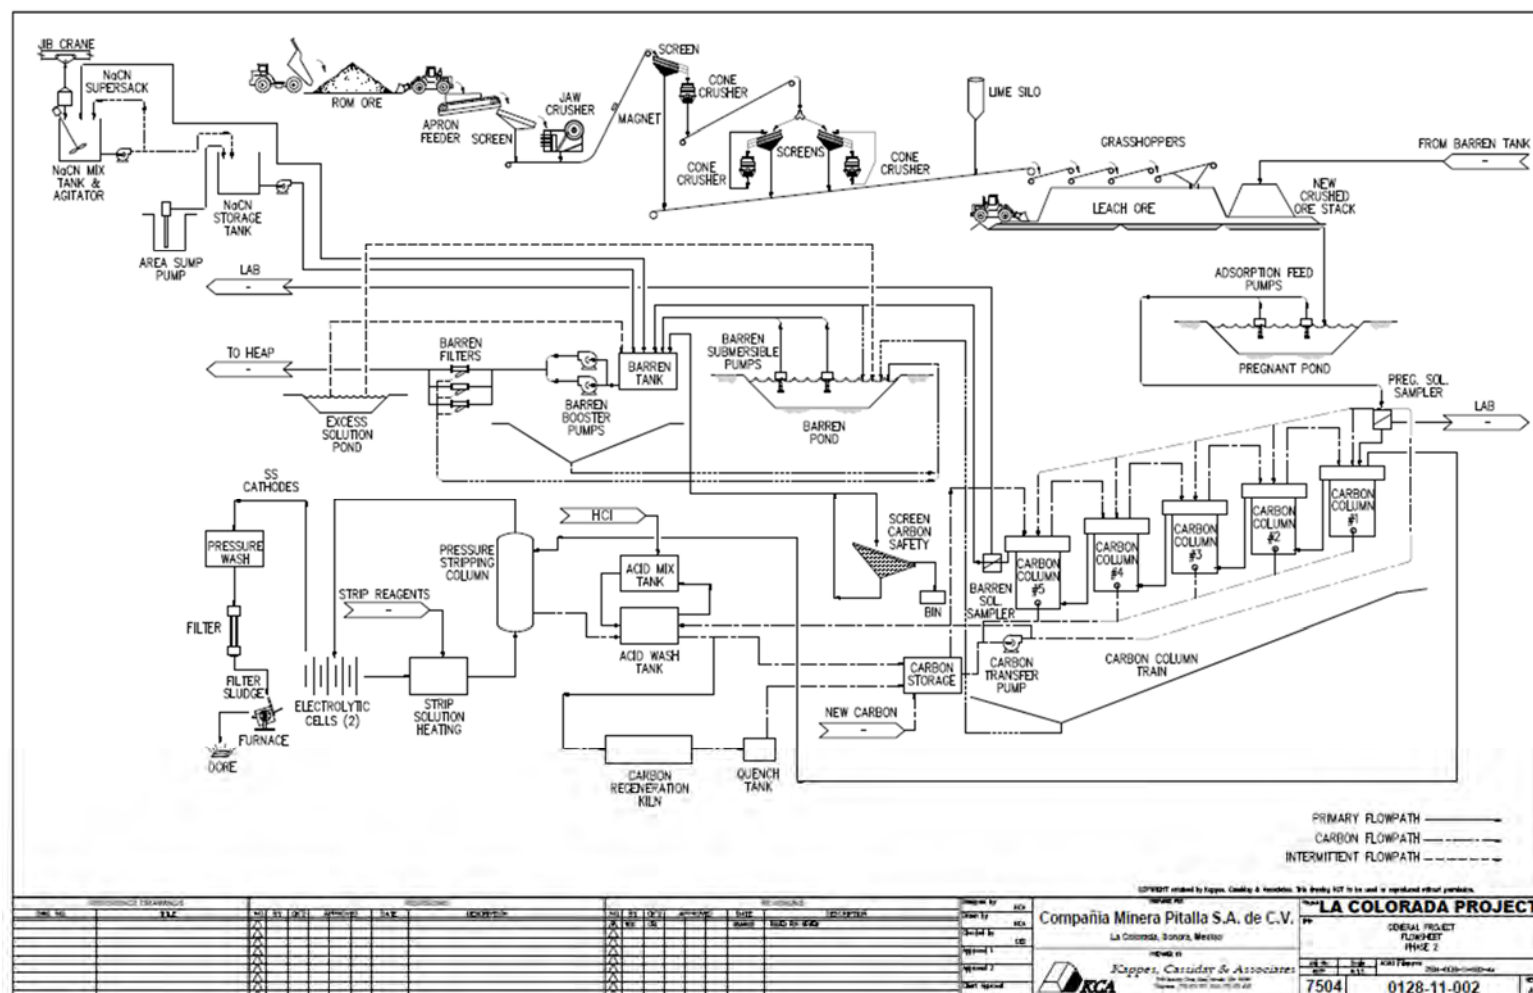 JIB CRANE
NaCN
SUPERSACK
NaCN MIX
TANK &
AGITATOR
NaCN
STORAGE
TANK
AREA SUMP
PUMP
ROM ORE
APRON
FEEDER
SCREEN
JAW
CRUSHER
MAGNET
SCREEN
CONE
CRUSHER
CONE
CRUSHER
SCREENS
CONE
CRUSHER
LIME SILO
GRASSHOPPERS
FROM BARREN TANK
-
LEACH ORE
NEW
CRUSHED
ORE STACK
LAB
-
ADSORPTION FEED
PUMPS
PREGNANT POND
TO HEAP
-
BARREN
FILTERS
BARREN
TANK
BARREN
BOOSTER
PUMPS
BARREN
SUBMERSIBLE
PUMPS
BARREN
POND
EXCESS
SOLUTION
POND
PREG. SOL.
SAMPLER
LAB
-
SS
CATHODES
PRESSURE
WASH
FILTER
FILTER
SLUDGE
FURNACE
DORE
ELECTROLYTIC
CELLS (2)
STRIP REAGENTS
-
STRIP
SOLUTION
HEATING
PRESSURE
STRIPPING
COLUMN
HCl
ACID MIX
TANK
ACID WASH
TANK
SCREEN
CARBON
SAFETY
BIN
BARREN
SOL.
SAMPLER
CARBON
COLUMN
#5
CARBON
COLUMN
#4
CARBON
COLUMN
#3
CARBON
COLUMN
#2
CARBON
COLUMN
#1
CARBON
STORAGE
CARBON
TRANSFER
PUMP
CARBON COLUMN
TRAIN
NEW CARBON
-
CARBON
REGENERATION
KILN
QUENCH
TANK
PRIMARY FLOWPATH
CARBON FLOWPATH
INTERMITTENT FLOWPATH
Compañia Minera Pitalla S.A. de C.V.
La Colorada, Sonora, Mexico
KCA
Kappes, Cassiday & Associates
LA COLORADA PROJECT
GENERAL PROJECT
FLOWSHEET
PHASE 2
7504
0128-11-002